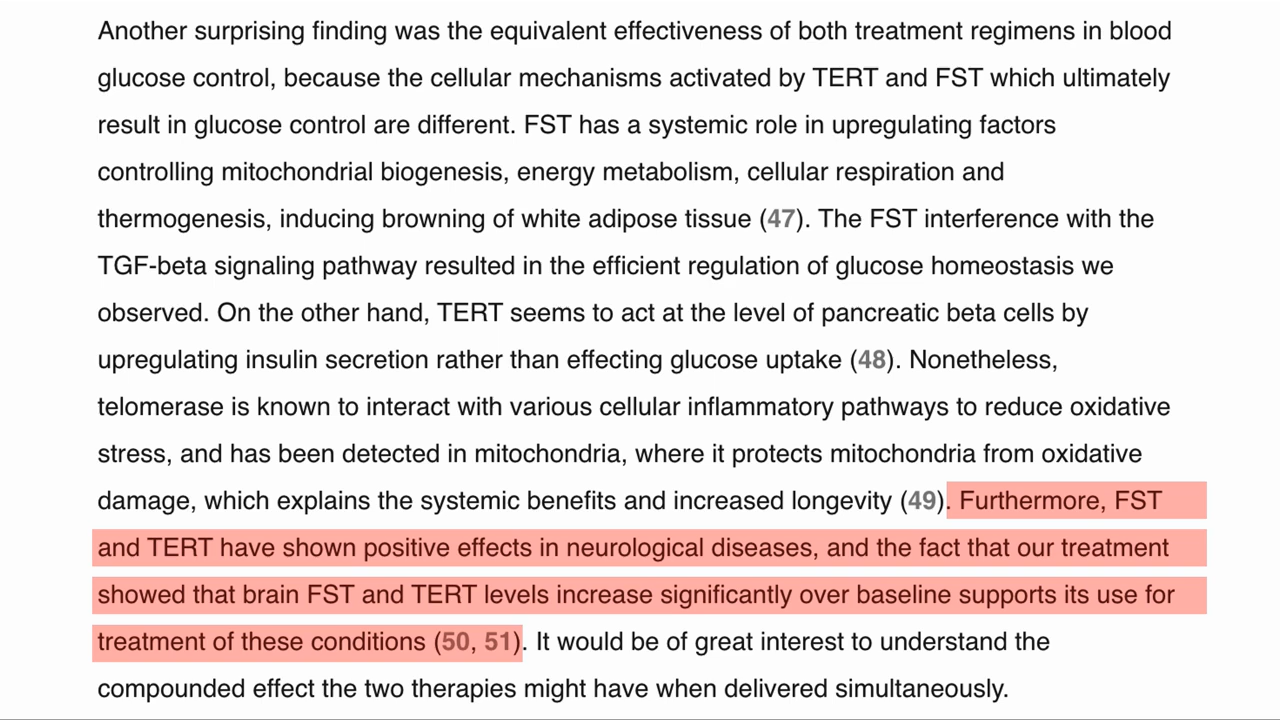 Another surprising finding was the equivalent effectiveness of both treatment regimens in blood
glucose control, because the cellular mechanisms activated by TERT and FST which ultimately
result in glucose control are different. FST has a systemic role in upregulating factors
controlling mitochondrial biogenesis, energy metabolism, cellular respiration and
thermogenesis, inducing browning of white adipose tissue (47). The FST interference with the
TGF-beta signaling pathway resulted in the efficient regulation of glucose homeostasis we
observed. On the other hand, TERT seems to act at the level of pancreatic beta cells by
upregulating insulin secretion rather than effecting glucose uptake (48). Nonetheless,
telomerase is known to interact with various cellular inflammatory pathways to reduce oxidative
stress, and has been detected in mitochondria, where it protects mitochondria from oxidative
damage, which explains the systemic benefits and increased longevity (49). Furthermore, FST
and TERT have shown positive effects in neurological diseases, and the fact that our treatment
showed that brain FST and TERT levels increase significantly over baseline supports its use for
treatment of these conditions (50, 51). It would be of great interest to understand the
compounded effect the two therapies might have when delivered simultaneously.